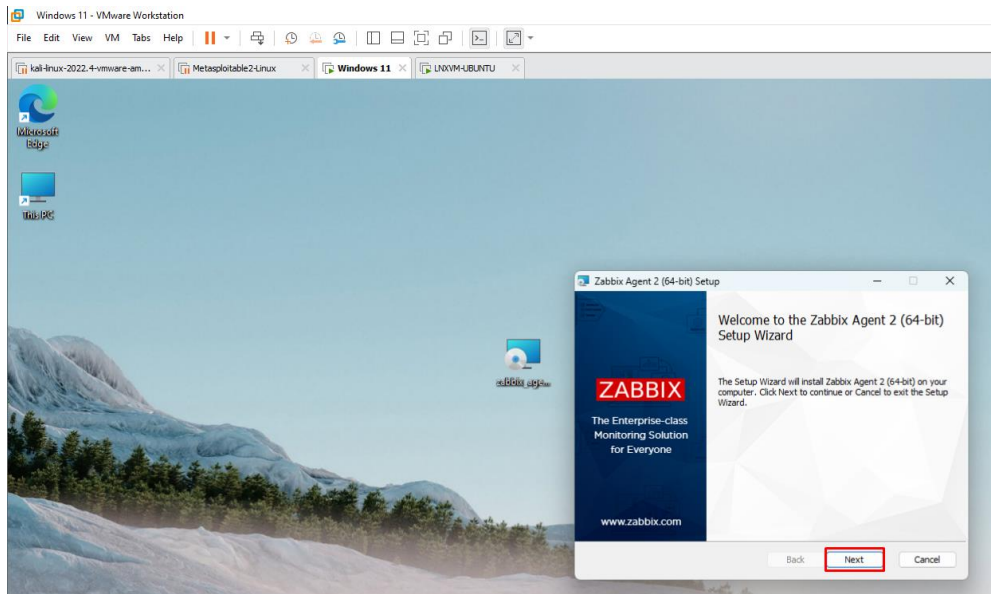 Windows 11 - VMware Workstation
File Edit View VM Tabs Help
kali-linux-2022.4-vmware-am... Metasploitable2-Linux Windows 11 LNXVM-UBUNTU
Microsoft
Edge
This PC
zabbix_age...
Zabbix Agent 2 (64-bit) Setup
Welcome to the Zabbix Agent 2 (64-bit)
Setup Wizard
The Setup Wizard will install Zabbix Agent 2 (64-bit) on your
computer. Click Next to continue or Cancel to exit the Setup
Wizard.
ZABBIX
The Enterprise-class
Monitoring Solution
for Everyone
www.zabbix.com
Back Next Cancel